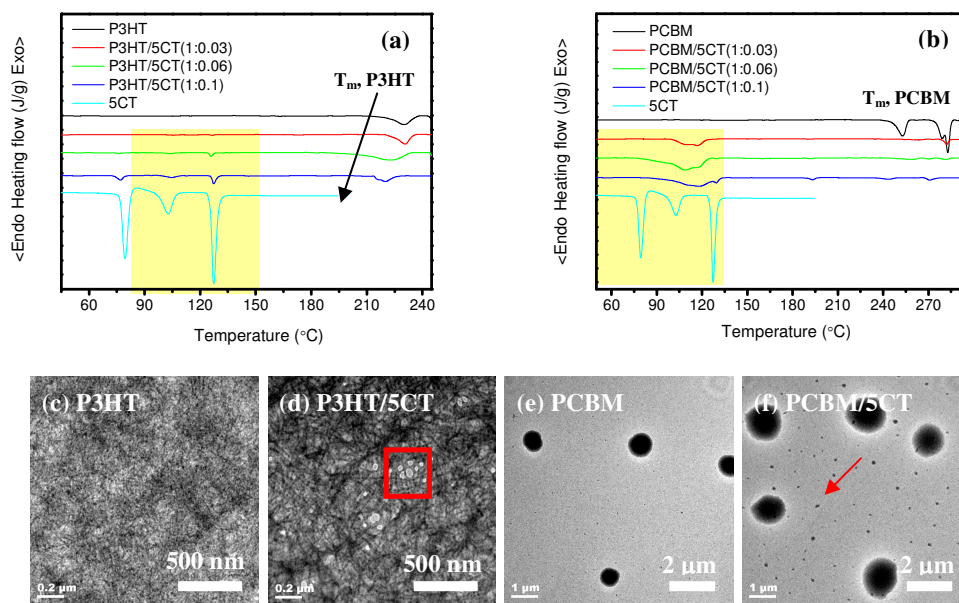 P3HT
P3HT/5CT(1:0.03)
P3HT/5CT(1:0.06)
P3HT/5CT(1:0.1)
5CT
(a)
Tm, P3HT
<Endo Heating flow (J/g) Exo>
60 90 120 150 180 210 240
Temperature (°C)
PCBM
PCBM/5CT(1:0.03)
PCBM/5CT(1:0.06)
PCBM/5CT(1:0.1)
5CT
(b)
Tm, PCBM
<Endo Heating flow (J/g) Exo>
60 90 120 150 180 210 240 270
Temperature (°C)
(c) P3HT
0.2 µm
500 nm
(d) P3HT/5CT
0.2 µm
500 nm
(e) PCBM
1 µm
2 µm
(f) PCBM/5CT
1 µm
2 µm